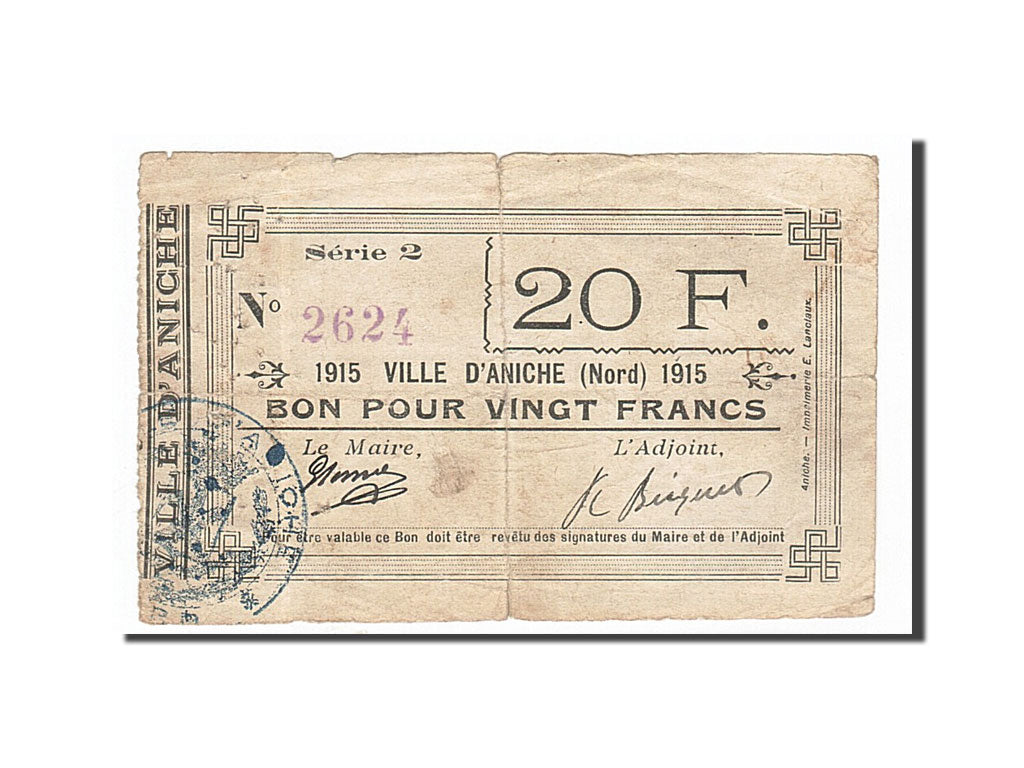 VILLE D'ANICHE
Série 2
20 F.
Nº 2624
1915 VILLE D'ANICHE (Nord) 1915
BON POUR VINGT FRANCS
Le Maire, L'Adjoint,
Pour être valable ce Bon doit être revêtu des signatures du Maire et de l'Adjoint
Aniche. — Imprimerie E. Lanciaux.